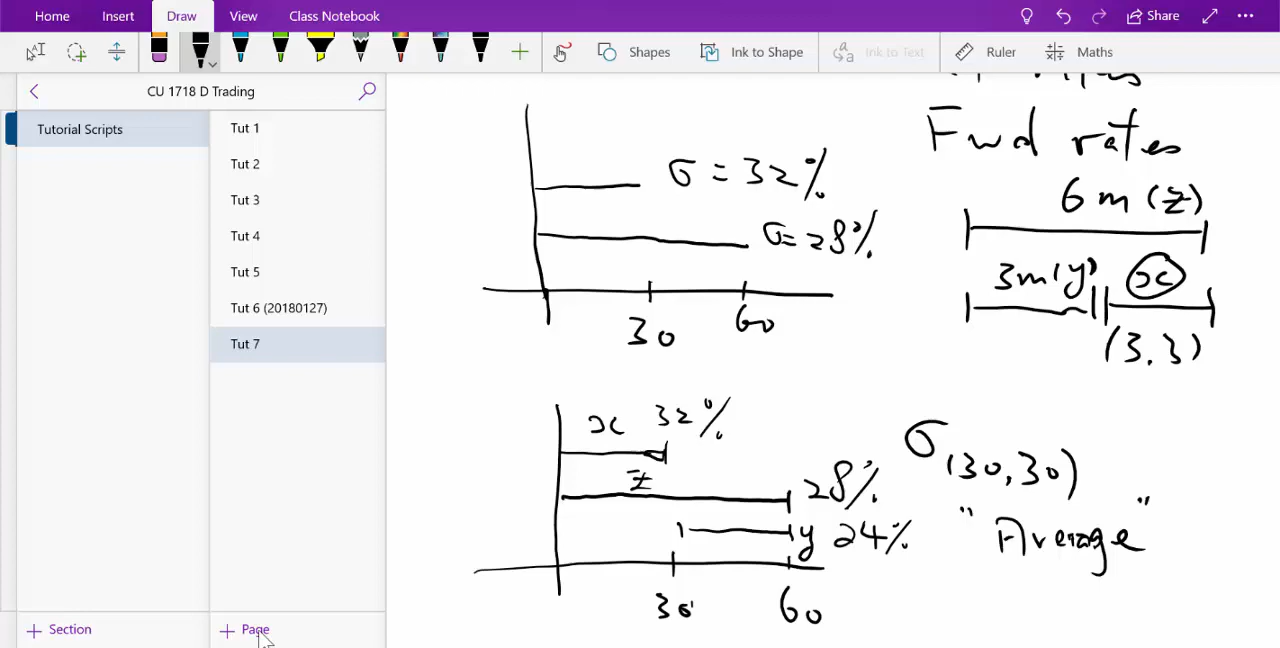 Home Insert Draw View Class Notebook Share
Shapes Ink to Shape Ink to Text Ruler Maths
CU 1718 D Trading
Tutorial Scripts
Tut 1
Tut 2
Tut 3
Tut 4
Tut 5
Tut 6 (20180127)
Tut 7
Section
Page
rates
Fwd rates
6 m (z)
3m(y) x
(3.3)
σ = 32%
σ = 28%
30 60
x 32%
z 28%
y 24%
30 60
σ(30,30)
"Average"